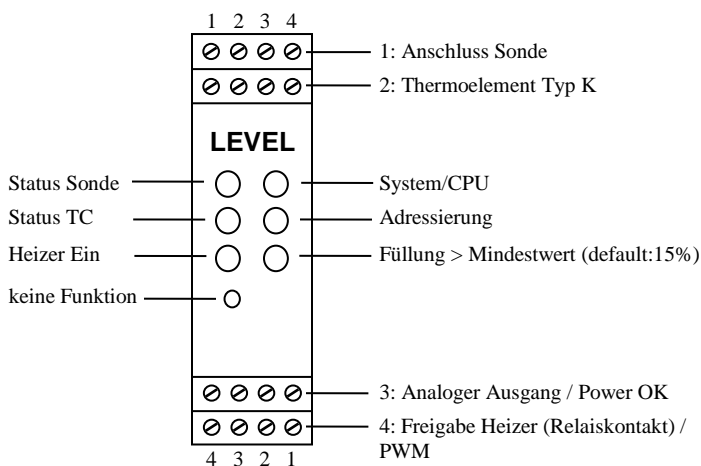 1 2 3 4
1: Anschluss Sonde
2: Thermoelement Typ K
LEVEL
Status Sonde
System/CPU
Status TC
Adressierung
Heizer Ein
Füllung > Mindestwert (default:15%)
keine Funktion
3: Analoger Ausgang / Power OK
4: Freigabe Heizer (Relaiskontakt) /
PWM
4 3 2 1